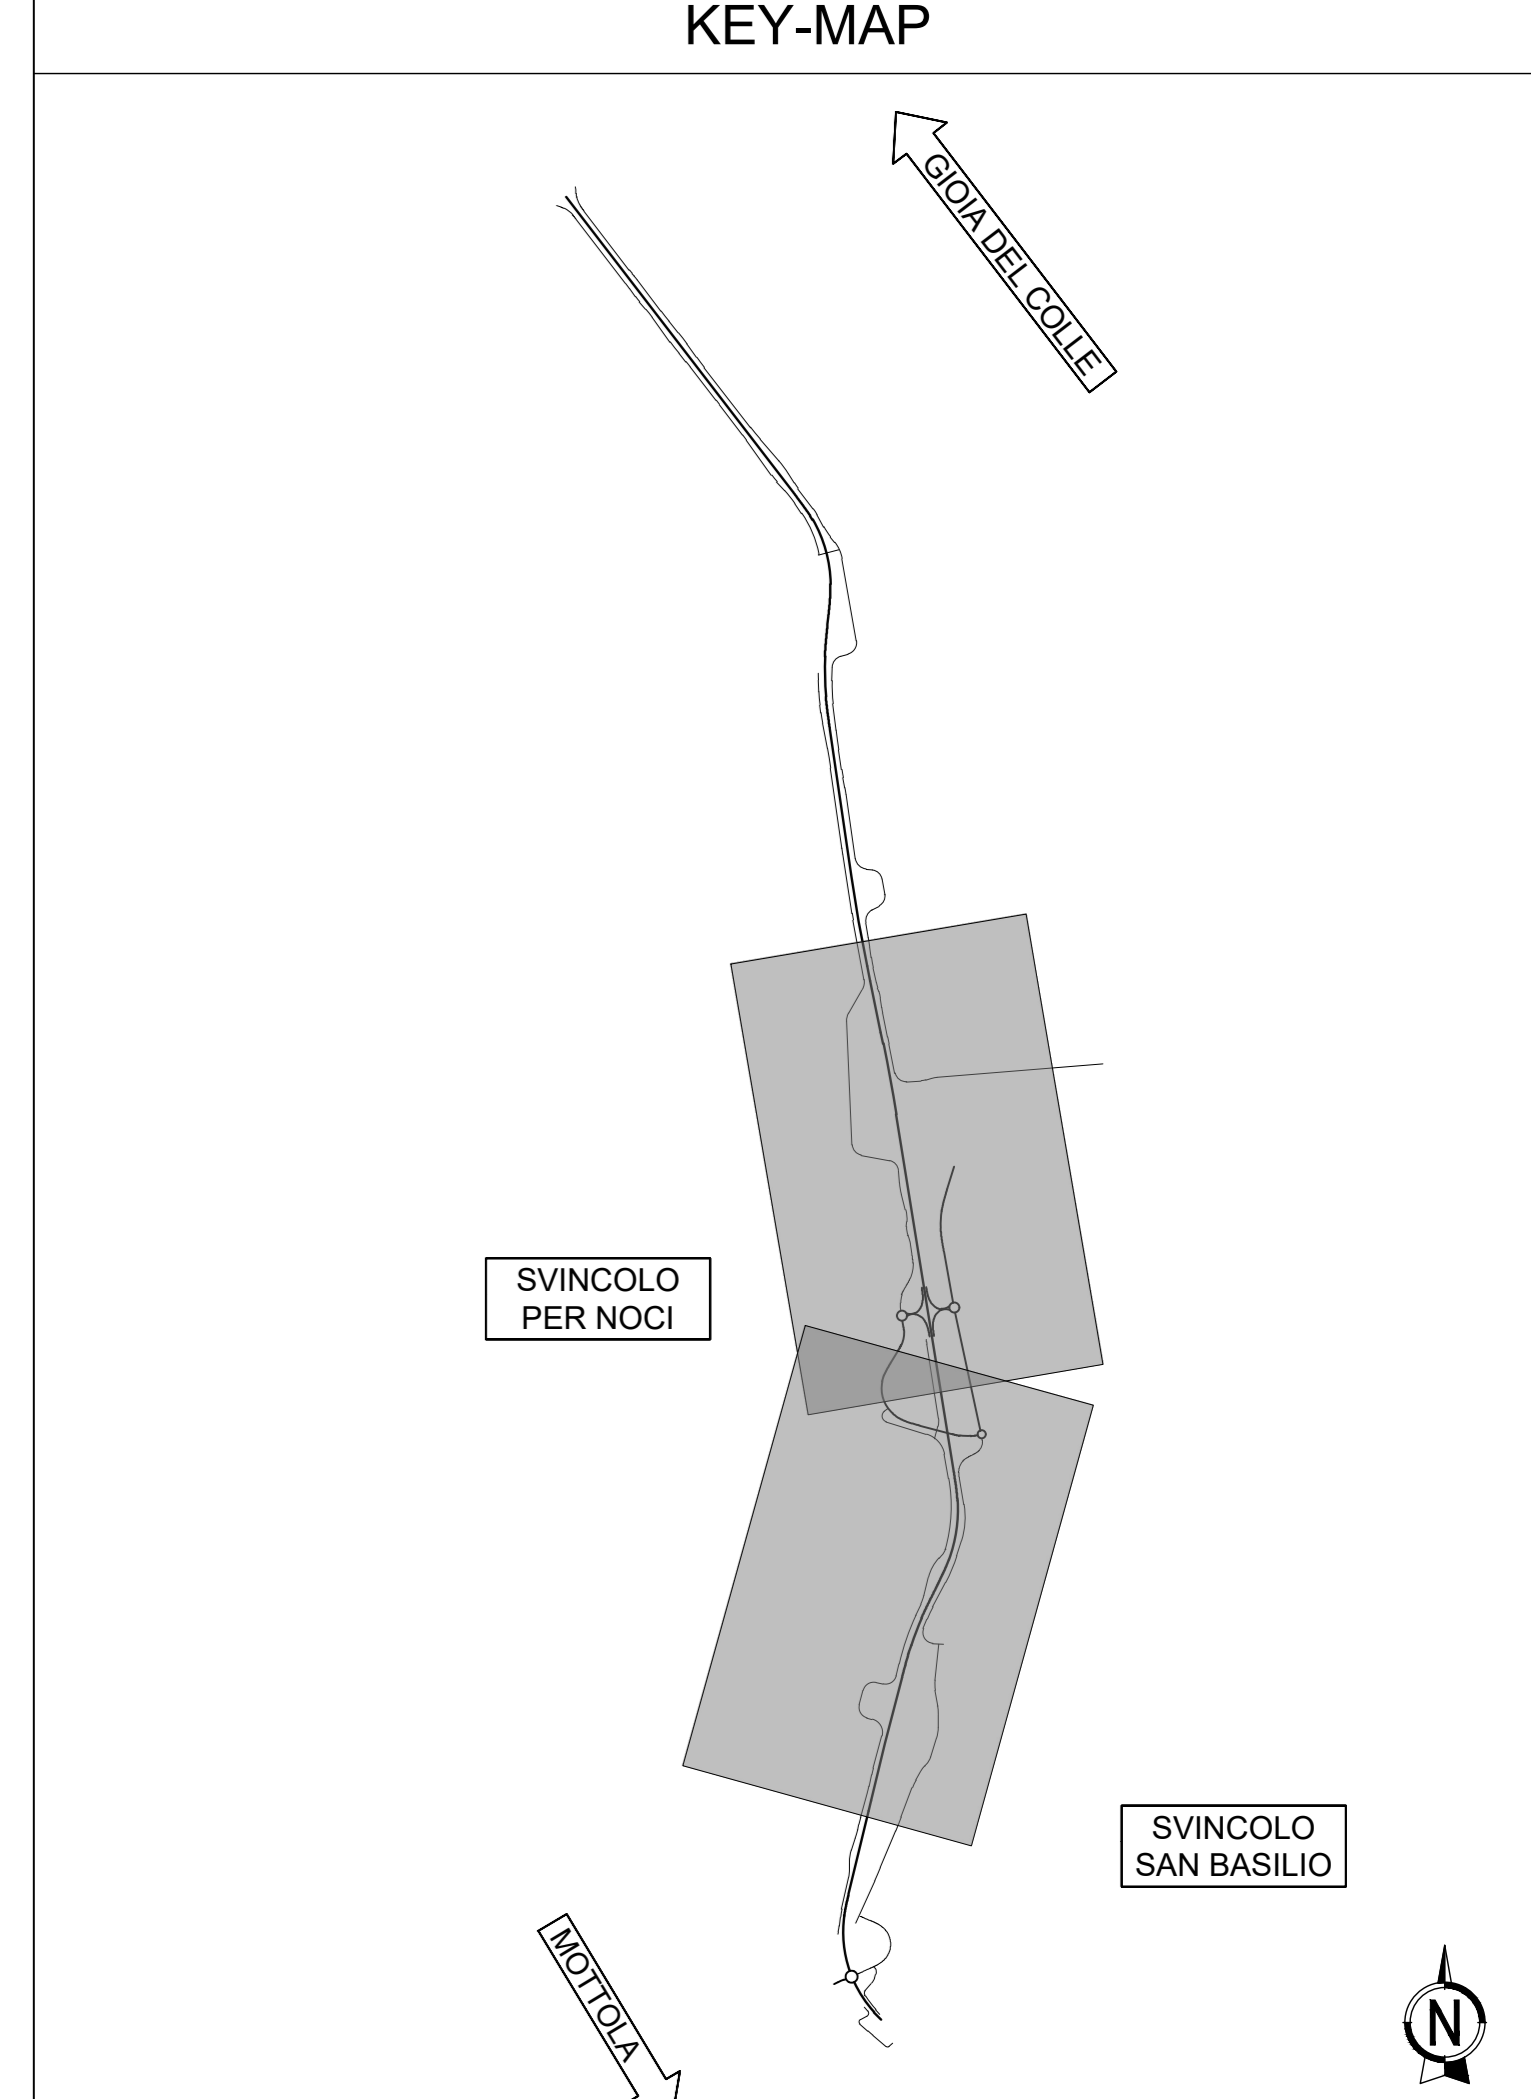 KEY-MAP
GIOIA DEL COLLE
SVINCOLO
PER NOCI
SVINCOLO
SAN BASILIO
MOTTOLA
N